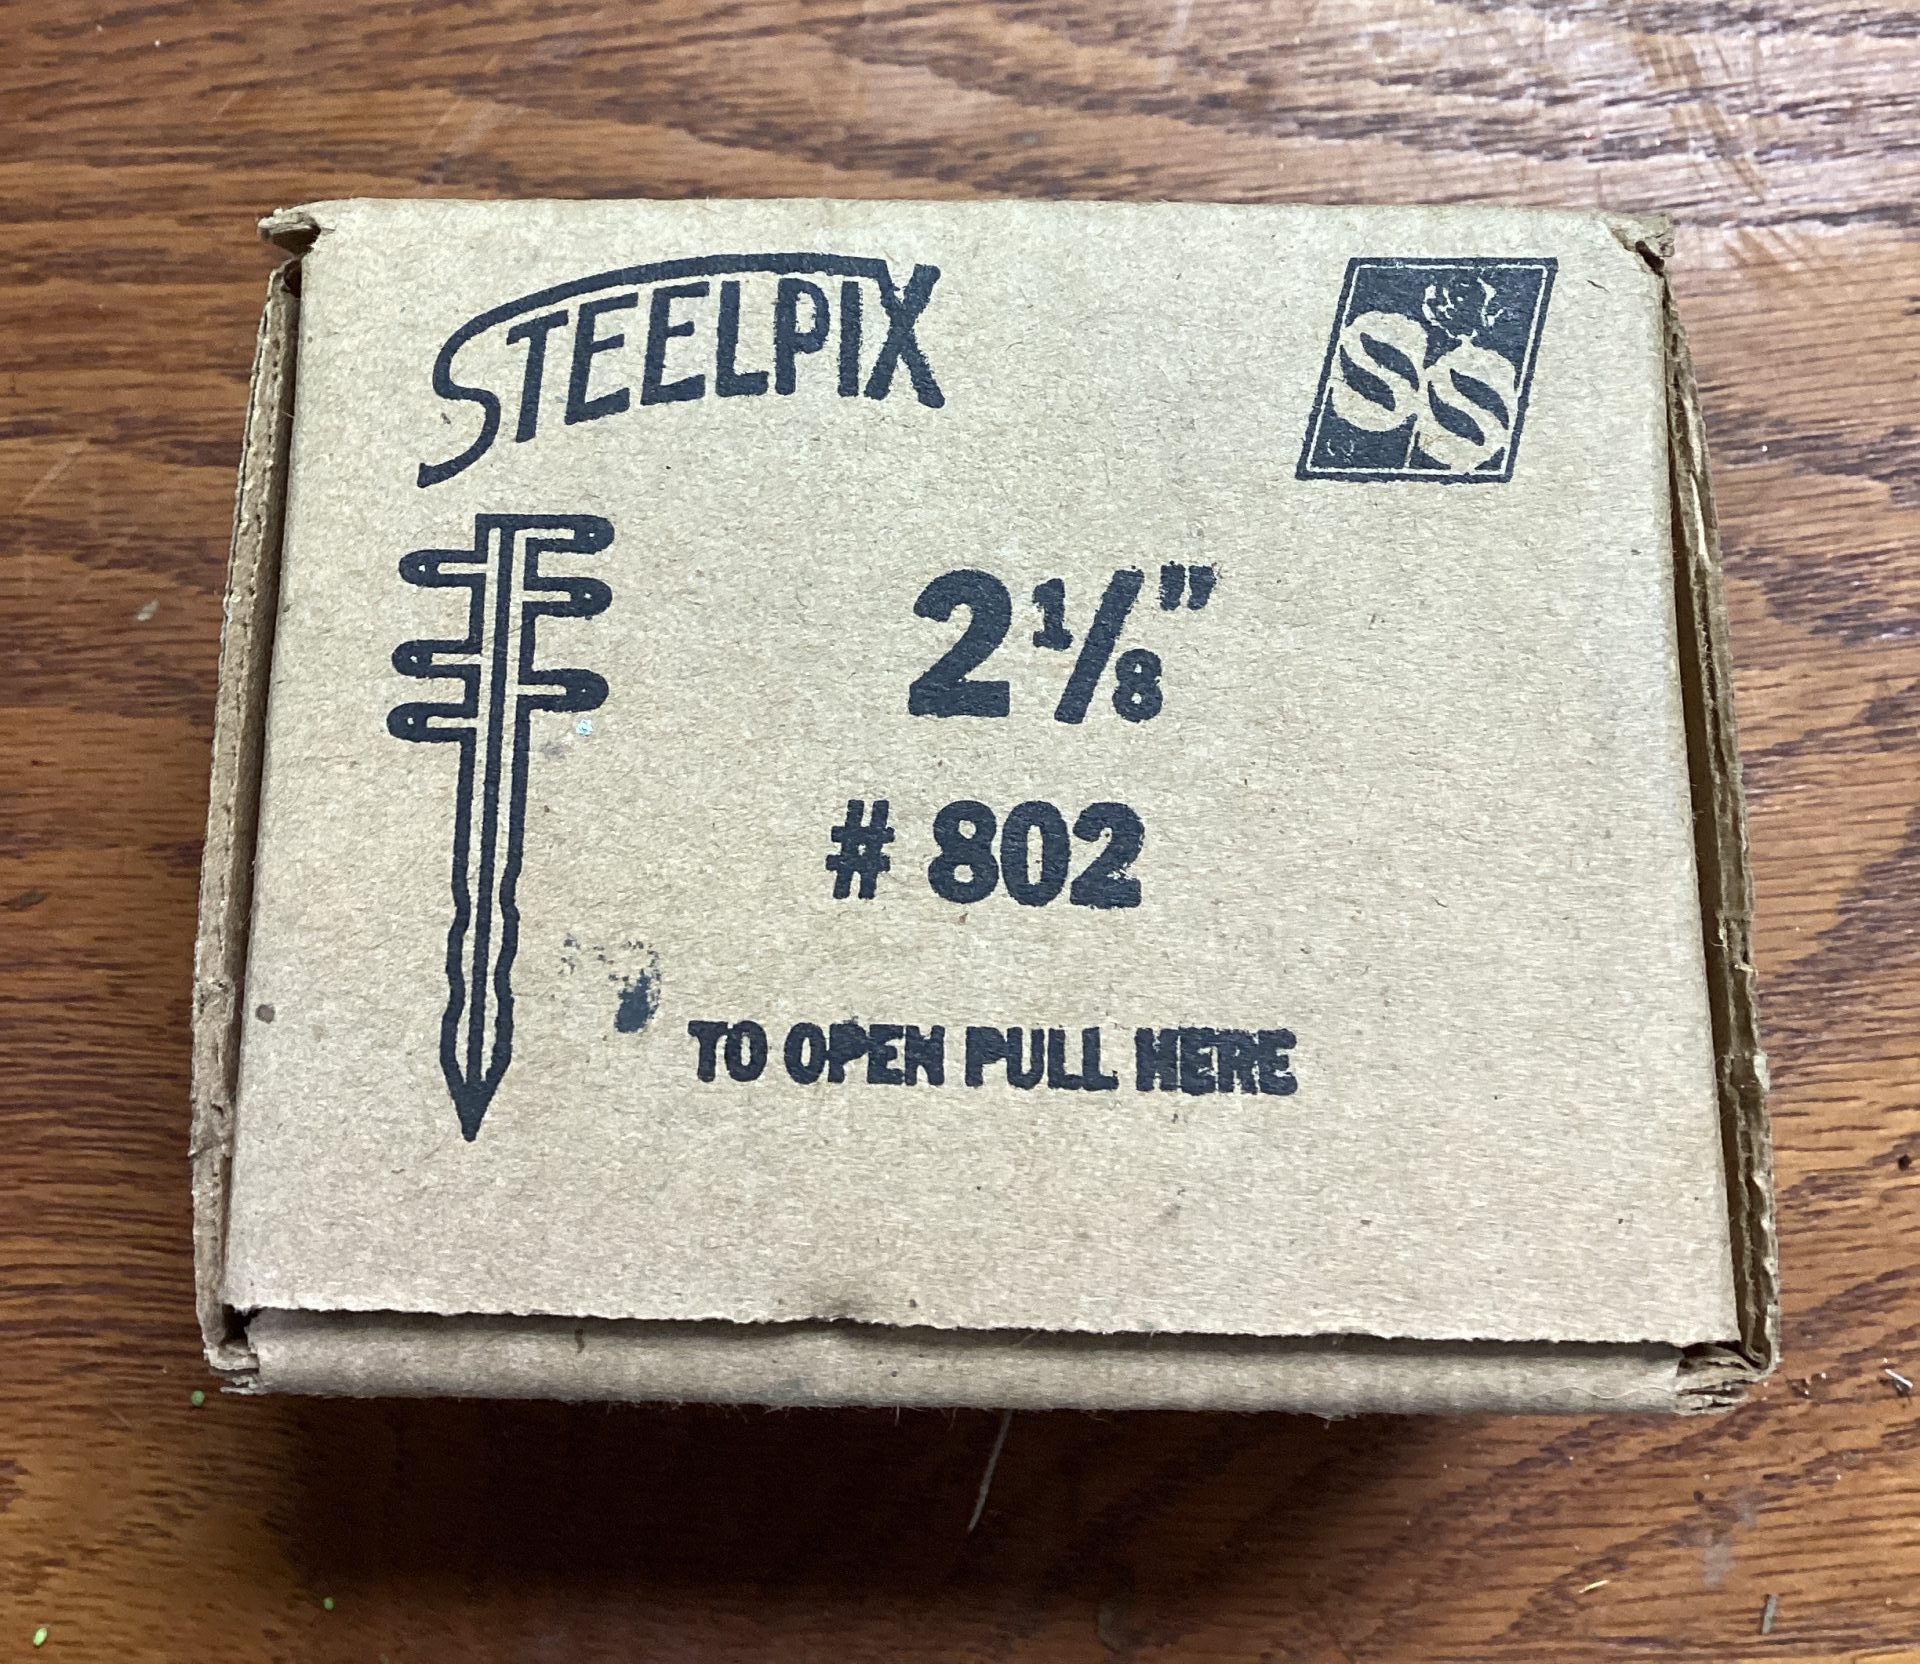 STEELPIX
SS
2 1/8"
# 802
TO OPEN PULL HERE